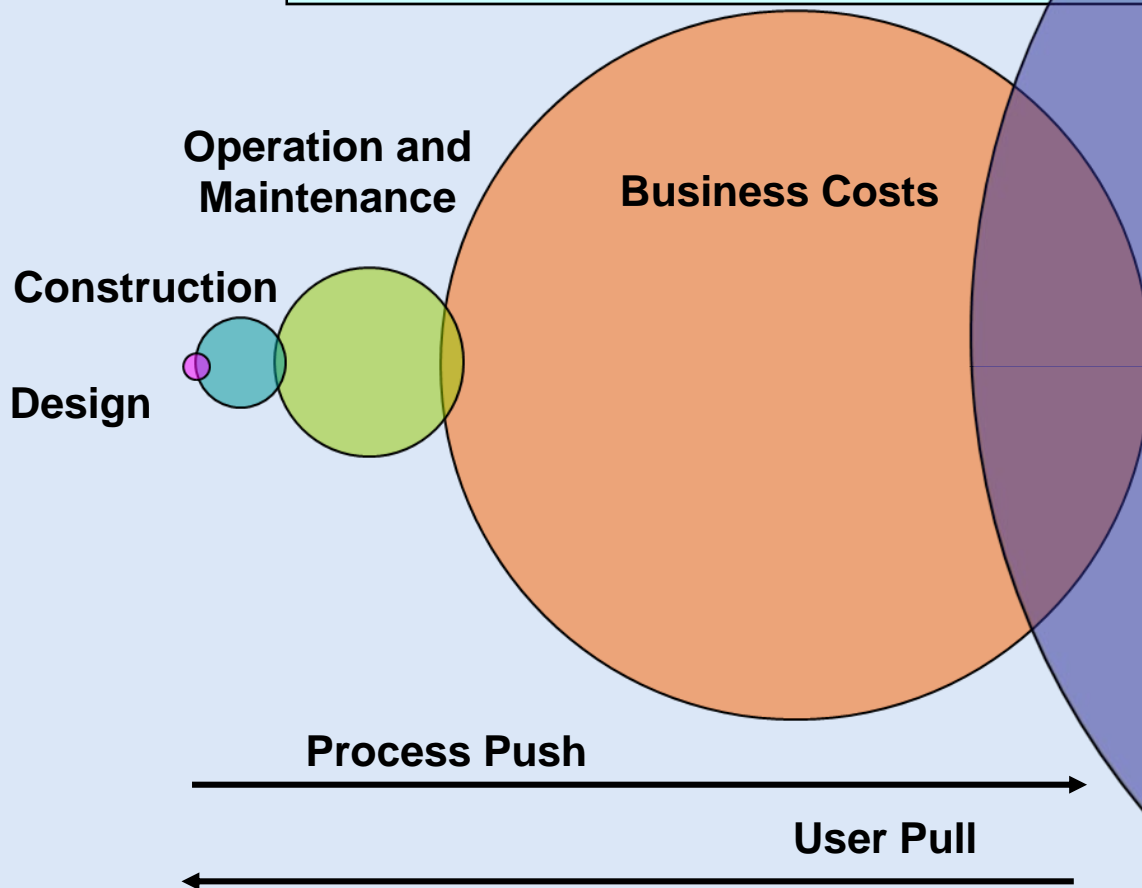 Operation and
Maintenance
Business Costs
Construction
Design
Process Push
User Pull